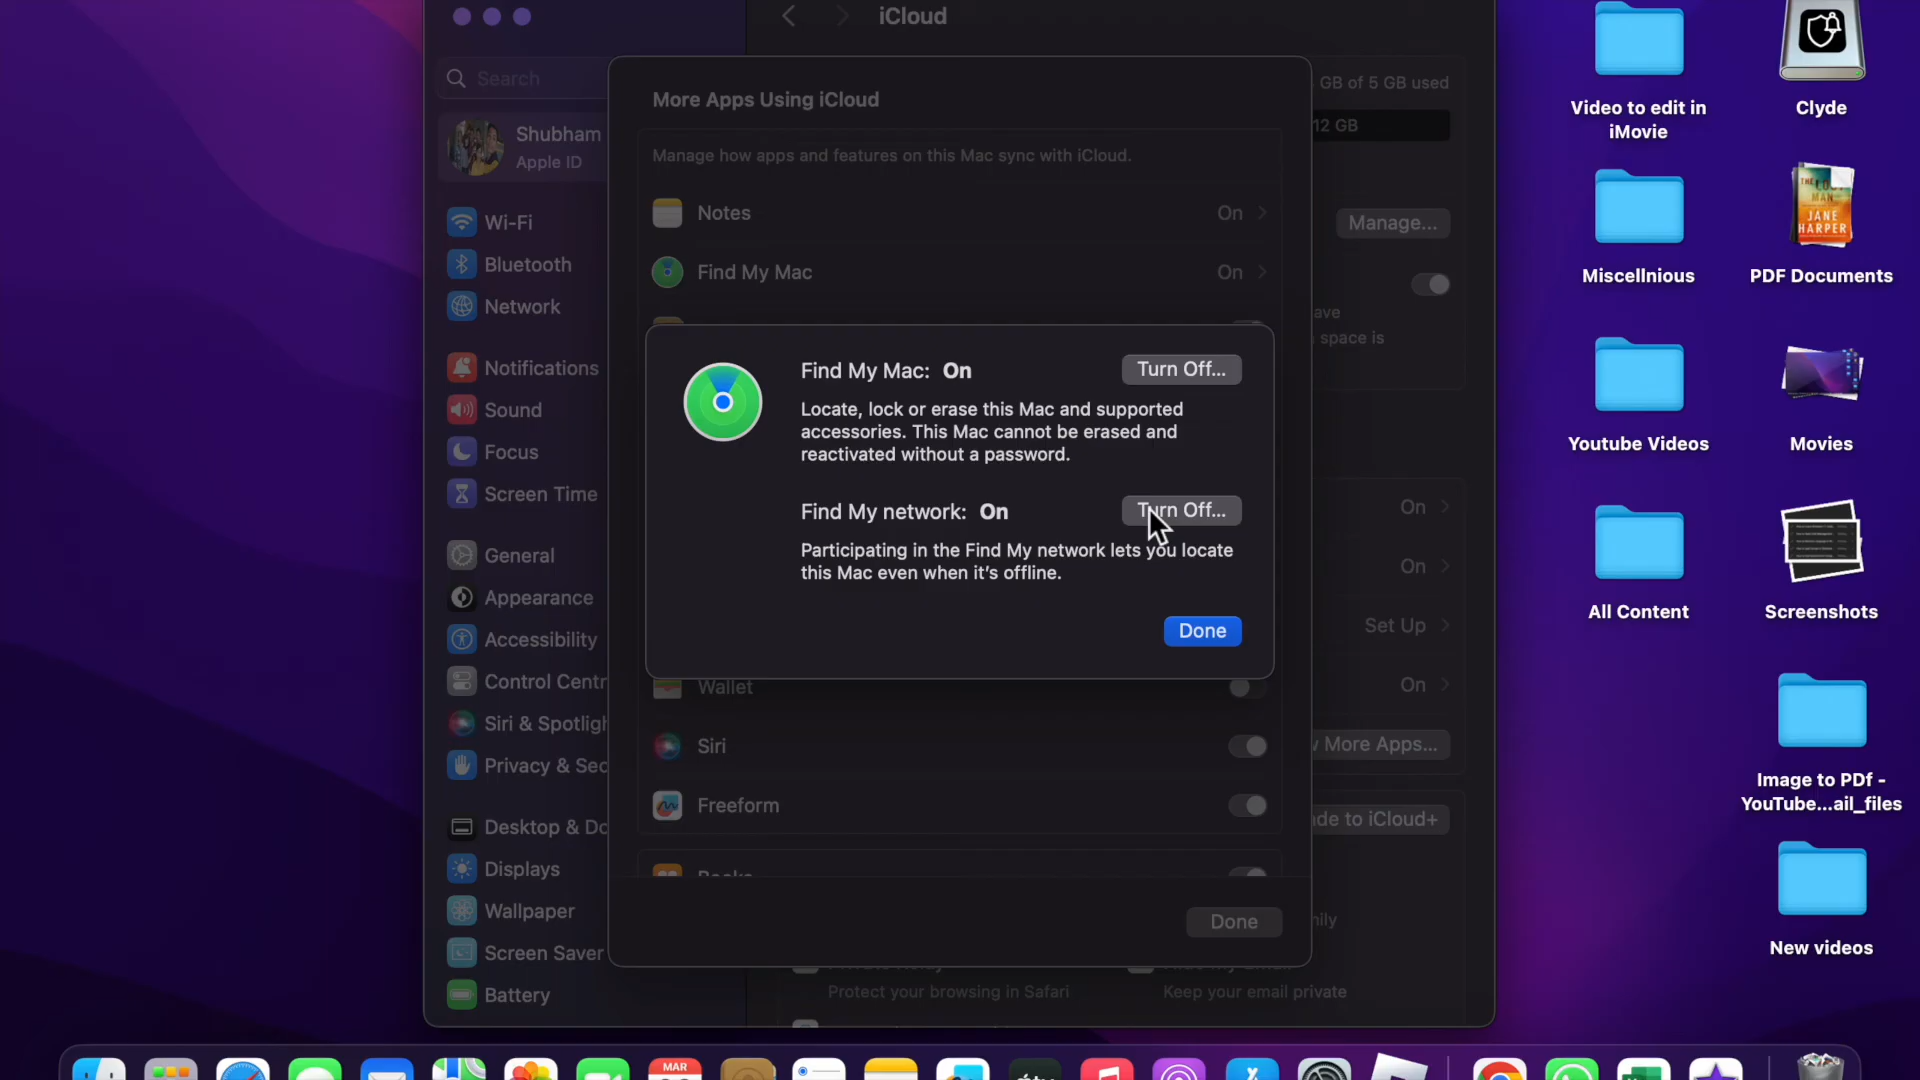 iCloud
Search
Shubham
Apple ID
Wi-Fi
Bluetooth
Network
Notifications
Sound
Focus
Screen Time
General
Appearance
Accessibility
Control Centr
Siri & Spotligh
Privacy & Sec
Desktop & Do
Displays
Wallpaper
Screen Saver
Battery
More Apps Using iCloud
Manage how apps and features on this Mac sync with iCloud.
Notes On
Find My Mac On
Find My Mac: On Turn Off...
Locate, lock or erase this Mac and supported
accessories. This Mac cannot be erased and
reactivated without a password.
Find My network: On Turn Off...
Participating in the Find My network lets you locate
this Mac even when it's offline.
Done
Wallet
Siri
Freeform
Books
Done
GB of 5 GB used
12 GB
Manage...
ave
space is
On
On
Set Up
On
More Apps...
de to iCloud+
ily
Protect your browsing in Safari
Keep your email private
Video to edit in
iMovie
Clyde
Miscellnious
THE LOST
MAN
JANE
HARPER
PDF Documents
Youtube Videos
Movies
All Content
Screenshots
Image to PDf -
YouTube...ail_files
New videos
MAR